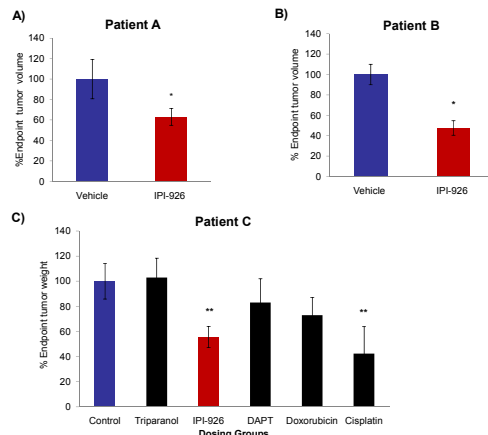 A)
Patient A
%Endpoint tumor volume
140
120
100
80
60
40
20
0
*
Vehicle IPI-926
B)
Patient B
% Endpoint tumor volume
140
120
100
80
60
40
20
0
*
Vehicle IPI-926
C)
Patient C
% Endpoint tumor weight
140
120
100
80
60
40
20
0
** **
Control Triparanol IPI-926 DAPT Doxorubicin Cisplatin
Dosing Groups